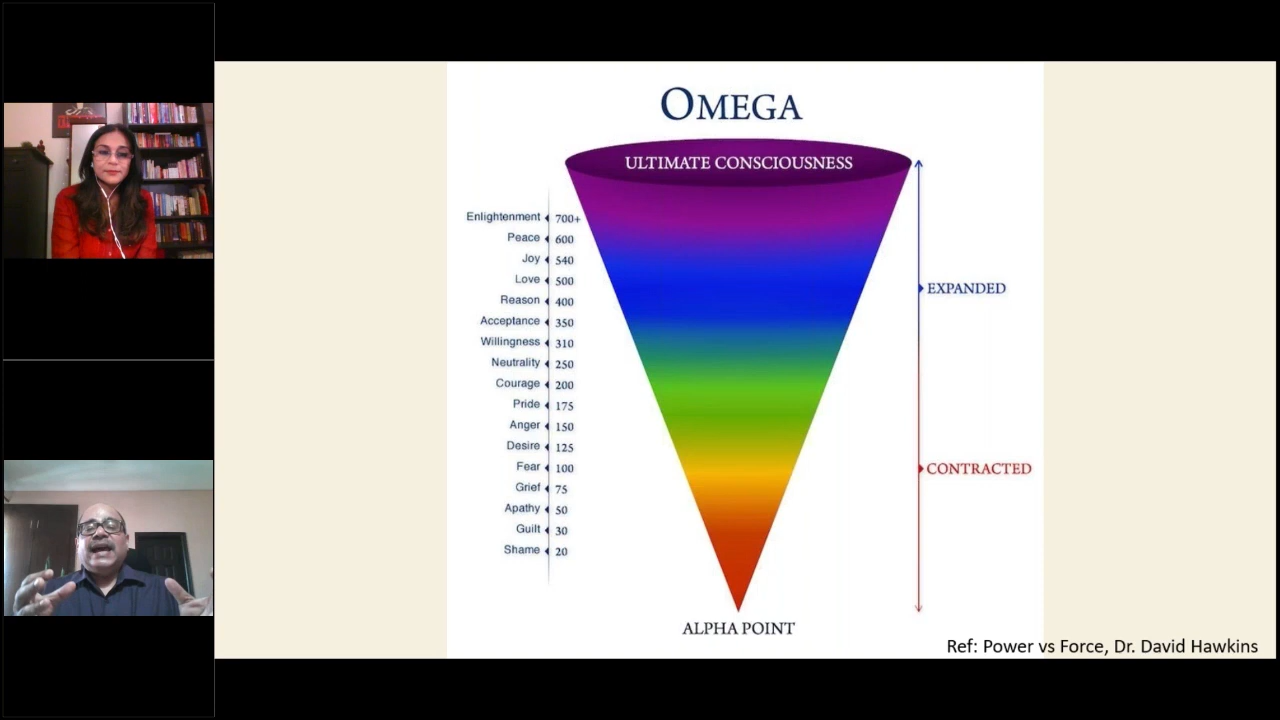 OMEGA
ULTIMATE CONSCIOUSNESS
Enlightenment 700+
Peace 600
Joy 540
Love 500
Reason 400
Acceptance 350
Willingness 310
Neutrality 250
Courage 200
Pride 175
Anger 150
Desire 125
Fear 100
Grief 75
Apathy 50
Guilt 30
Shame 20
EXPANDED
CONTRACTED
ALPHA POINT
Ref: Power vs Force, Dr. David Hawkins